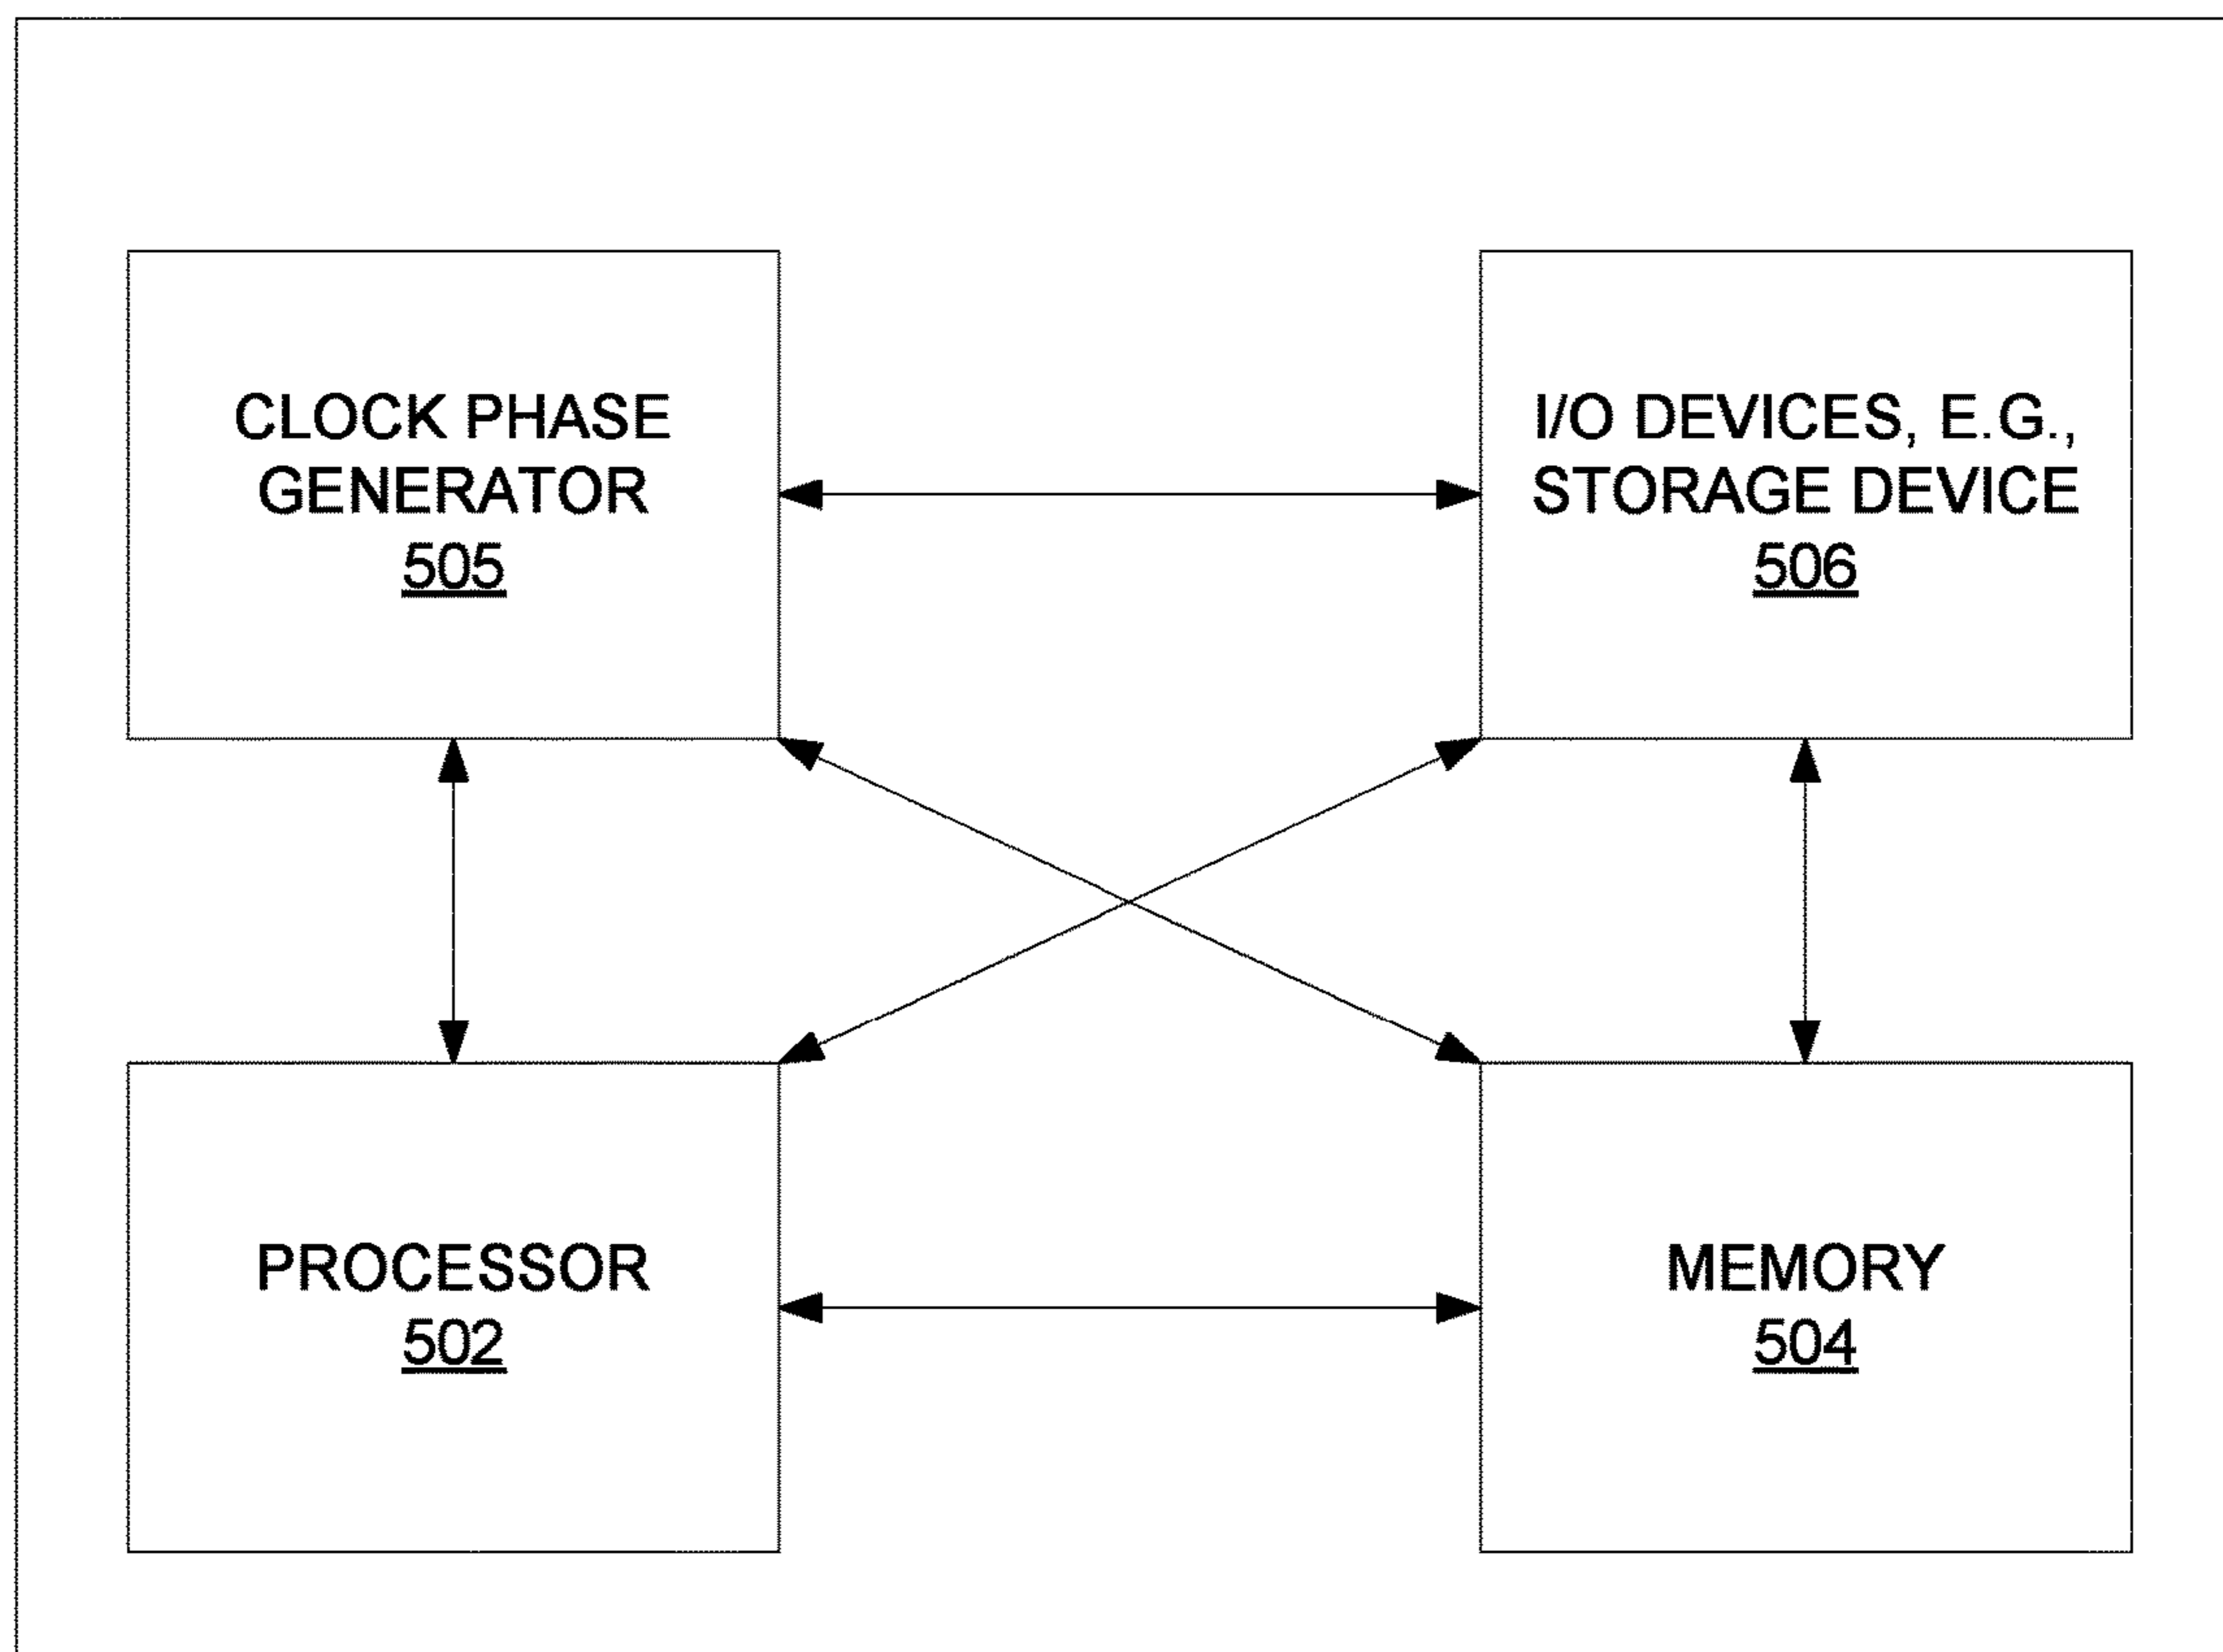 CLOCK PHASE
GENERATOR
505
I/O DEVICES, E.G.,
STORAGE DEVICE
506
PROCESSOR
502
MEMORY
504